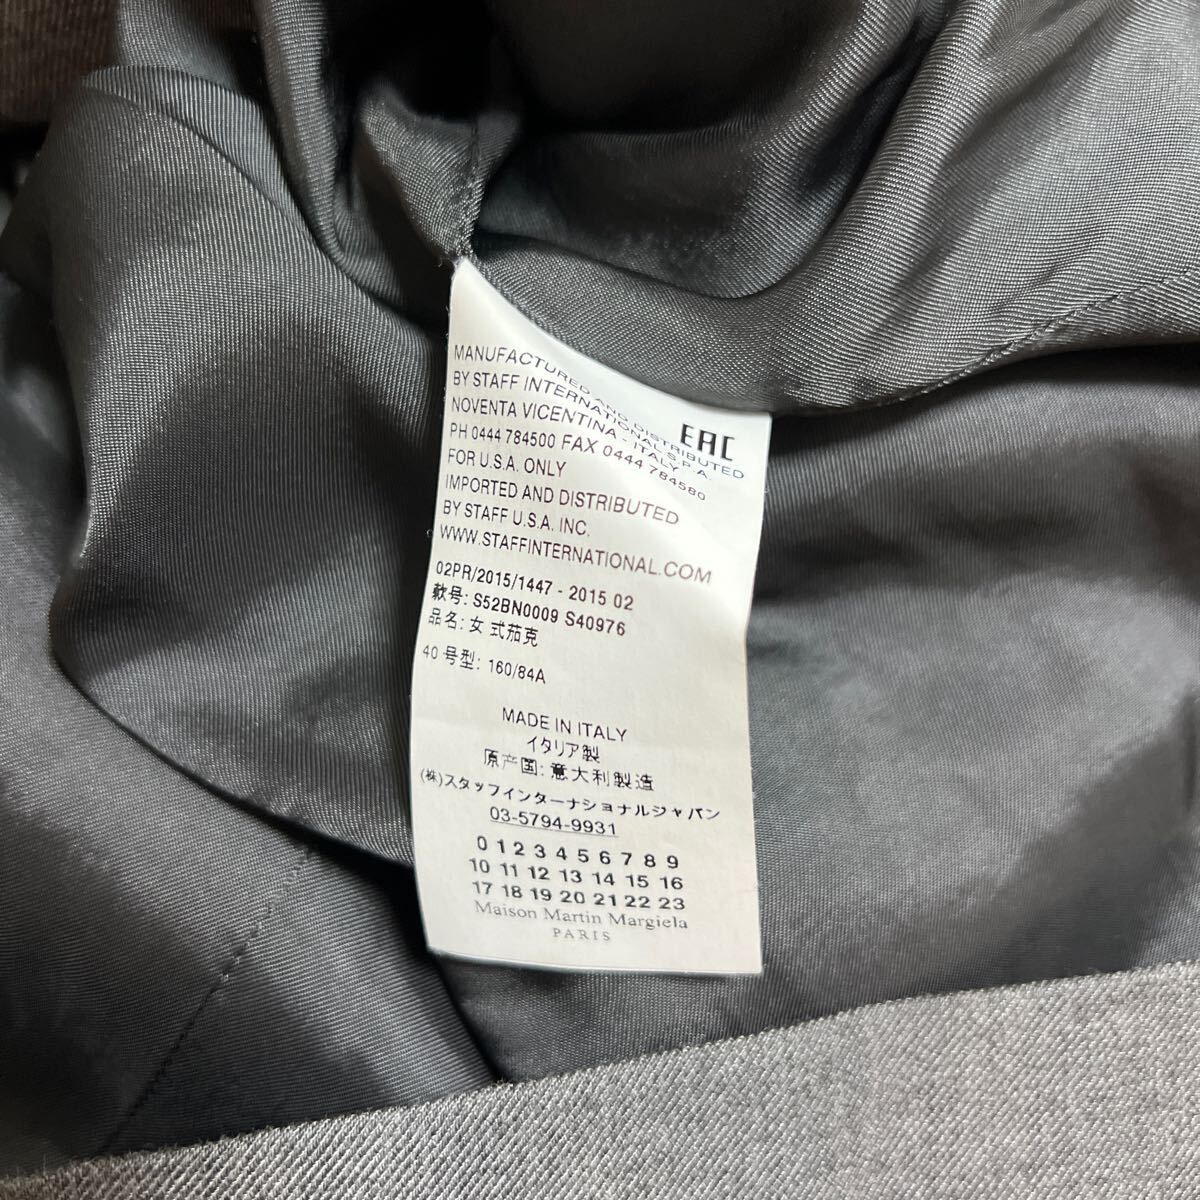 EAC
MANUFACTURED AND DISTRIBUTED
BY STAFF INTERNATIONAL S.P.A.
NOVENTA VICENTINA - ITALY
PH 0444 784500 FAX 0444 784580
FOR U.S.A. ONLY
IMPORTED AND DISTRIBUTED
BY STAFF U.S.A. INC.
WWW.STAFFINTERNATIONAL.COM
02PR/2015/1447 - 2015 02
款号: S52BN0009 S40976
品名: 女 式茄克
40 号型: 160/84A
MADE IN ITALY
イタリア製
原产国: 意大利製造
(株)スタッフインターナショナルジャパン
03-5794-9931
0 1 2 3 4 5 6 7 8 9
10 11 12 13 14 15 16
17 18 19 20 21 22 23
Maison Martin Margiela
PARIS